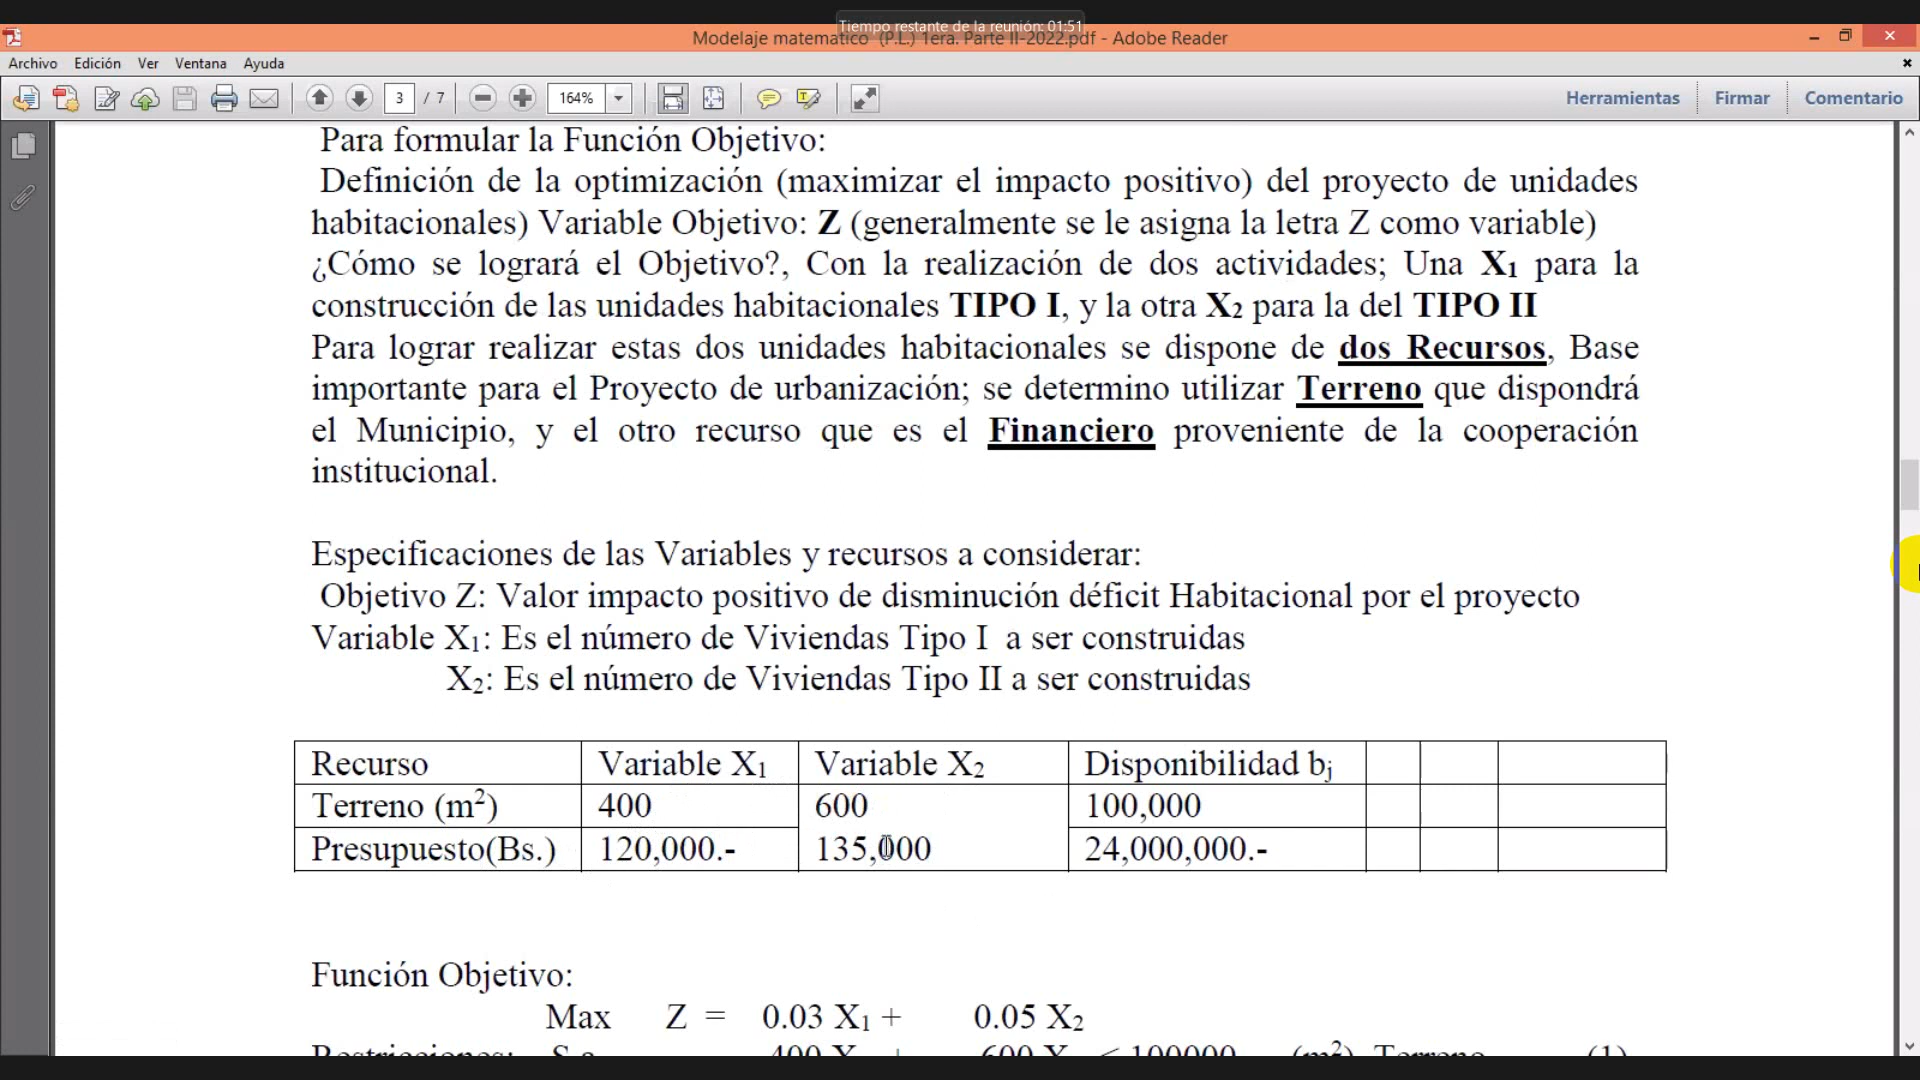 Tiempo restante de la reunión: 01:51
Modelaje matematico (P.L.) 1era. Parte II-2022.pdf - Adobe Reader
Archivo Edición Ver Ventana Ayuda
3 / 7 164% Herramientas Firmar Comentario
Para formular la Función Objetivo:
Definición de la optimización (maximizar el impacto positivo) del proyecto de unidades
habitacionales) Variable Objetivo: Z (generalmente se le asigna la letra Z como variable)
¿Cómo se logrará el Objetivo?, Con la realización de dos actividades; Una X₁ para la
construcción de las unidades habitacionales TIPO I, y la otra X₂ para la del TIPO II
Para lograr realizar estas dos unidades habitacionales se dispone de dos Recursos, Base
importante para el Proyecto de urbanización; se determino utilizar Terreno que dispondrá
el Municipio, y el otro recurso que es el Financiero proveniente de la cooperación
institucional.
Especificaciones de las Variables y recursos a considerar:
Objetivo Z: Valor impacto positivo de disminución déficit Habitacional por el proyecto
Variable X₁: Es el número de Viviendas Tipo I a ser construidas
X₂: Es el número de Viviendas Tipo II a ser construidas
Recurso Variable X₁ Variable X₂ Disponibilidad bⱼ
Terreno (m²) 400 600 100,000
Presupuesto(Bs.) 120,000.- 135,000 24,000,000.-
Función Objetivo:
Max Z = 0.03 X₁ + 0.05 X₂
Restricciones: S.a. 400 X + 600 X ≤ 100000 (m²) Terreno (1)